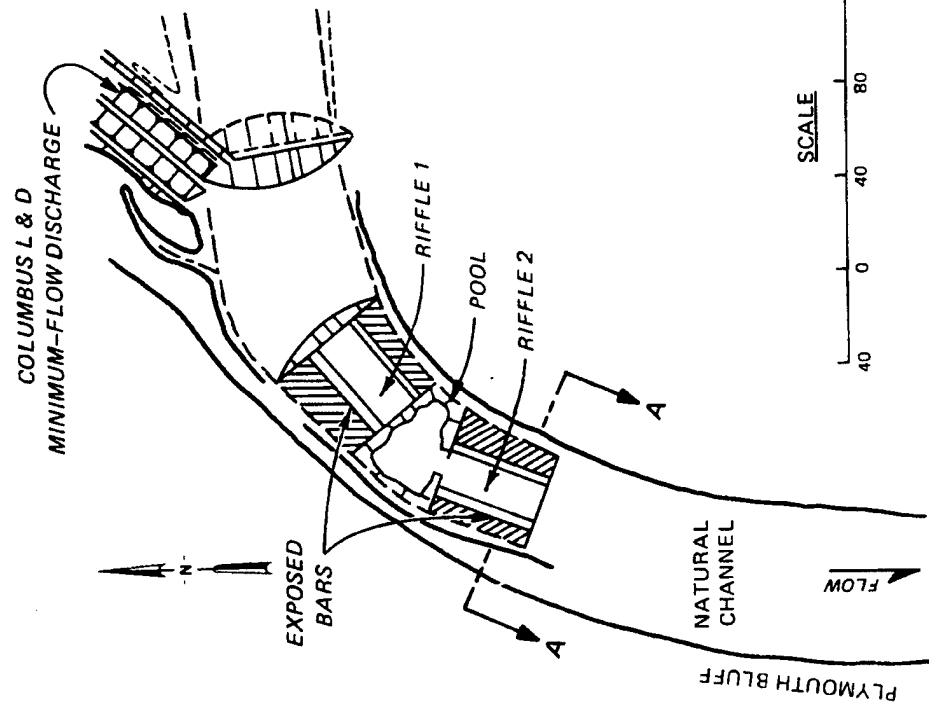 COLUMBUS L & D
MINIMUM-FLOW DISCHARGE
N
RIFFLE 1
POOL
RIFFLE 2
EXPOSED
BARS
A
A
SCALE
40
0
40
80
NATURAL
CHANNEL
FLOW
PLYMOUTH BLUFF